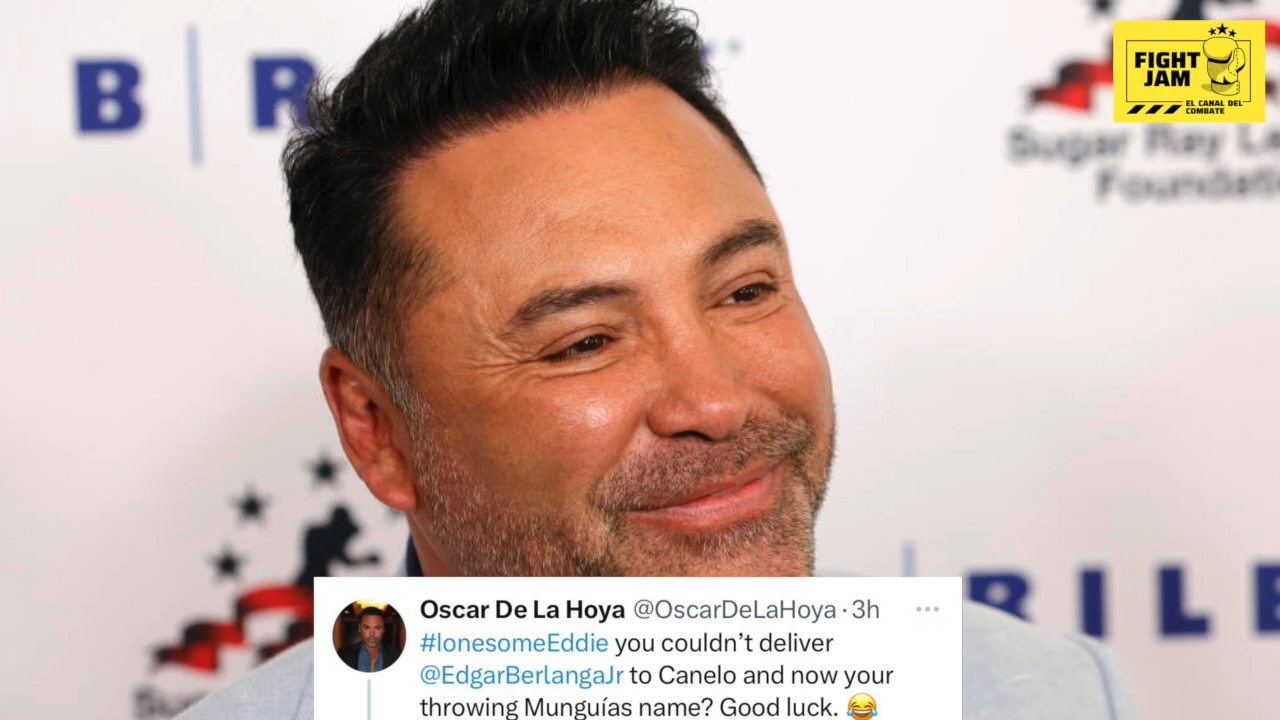 B R
FIGHT
JAM
EL CANAL DEL
COMBATE
Sugar Ray Le
Foundati
BILE
Oscar De La Hoya @OscarDeLaHoya · 3h
#lonesomeEddie you couldn’t deliver
@EdgarBerlangaJr to Canelo and now your
throwing Munguías name? Good luck. 😂